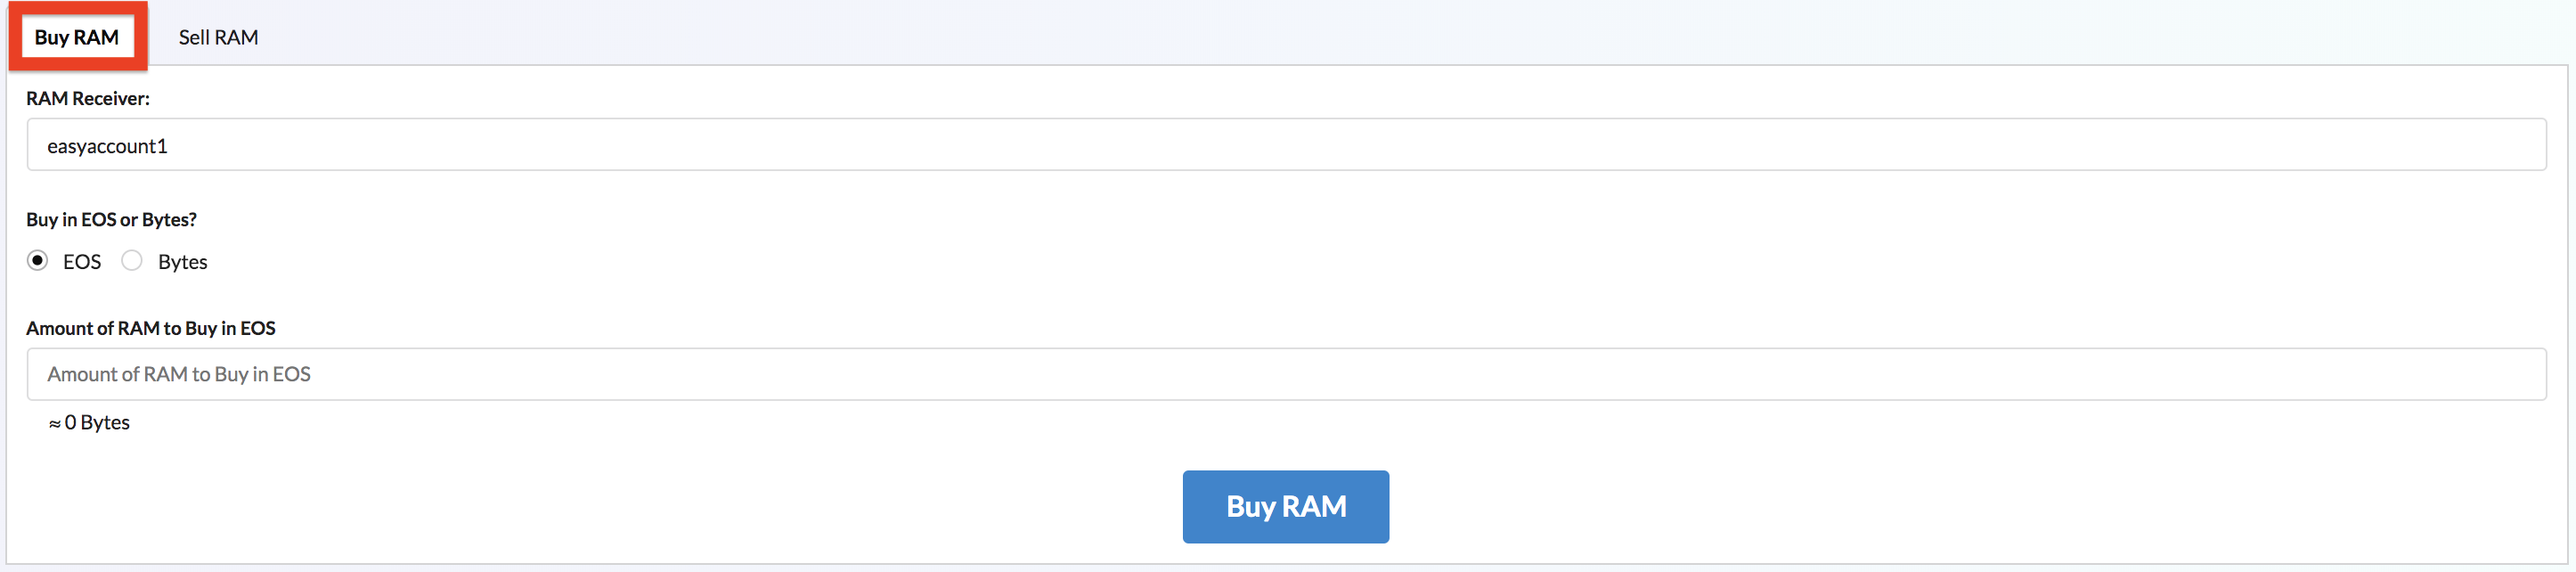 Buy RAM Sell RAM
RAM Receiver:
easyaccount1
Buy in EOS or Bytes?
EOS Bytes
Amount of RAM to Buy in EOS
Amount of RAM to Buy in EOS
≈ 0 Bytes
Buy RAM